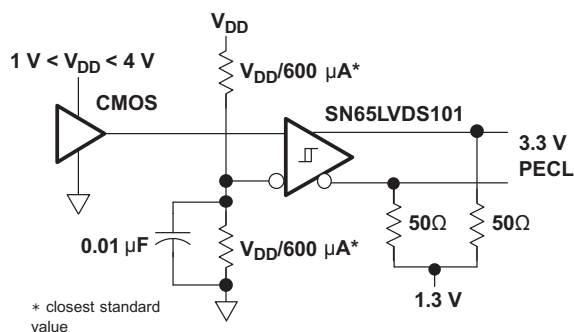 V_DD
1 V < V_DD < 4 V
V_DD/600 μA*
CMOS
SN65LVDS101
3.3 V
PECL
0.01 μF
V_DD/600 μA*
50Ω
50Ω
1.3 V
* closest standard
value